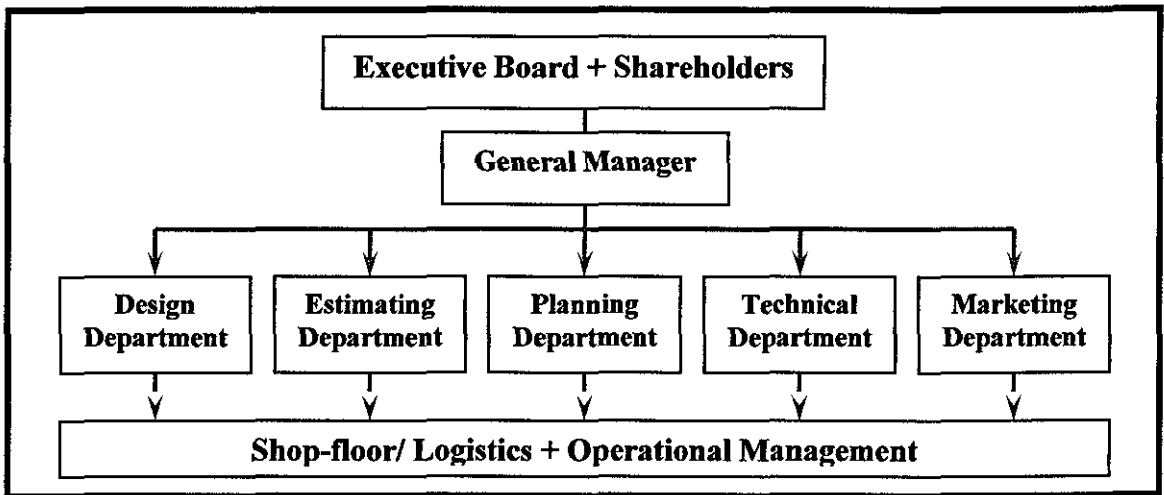 Executive Board + Shareholders
General Manager
Design
Department
Estimating
Department
Planning
Department
Technical
Department
Marketing
Department
Shop-floor/ Logistics + Operational Management